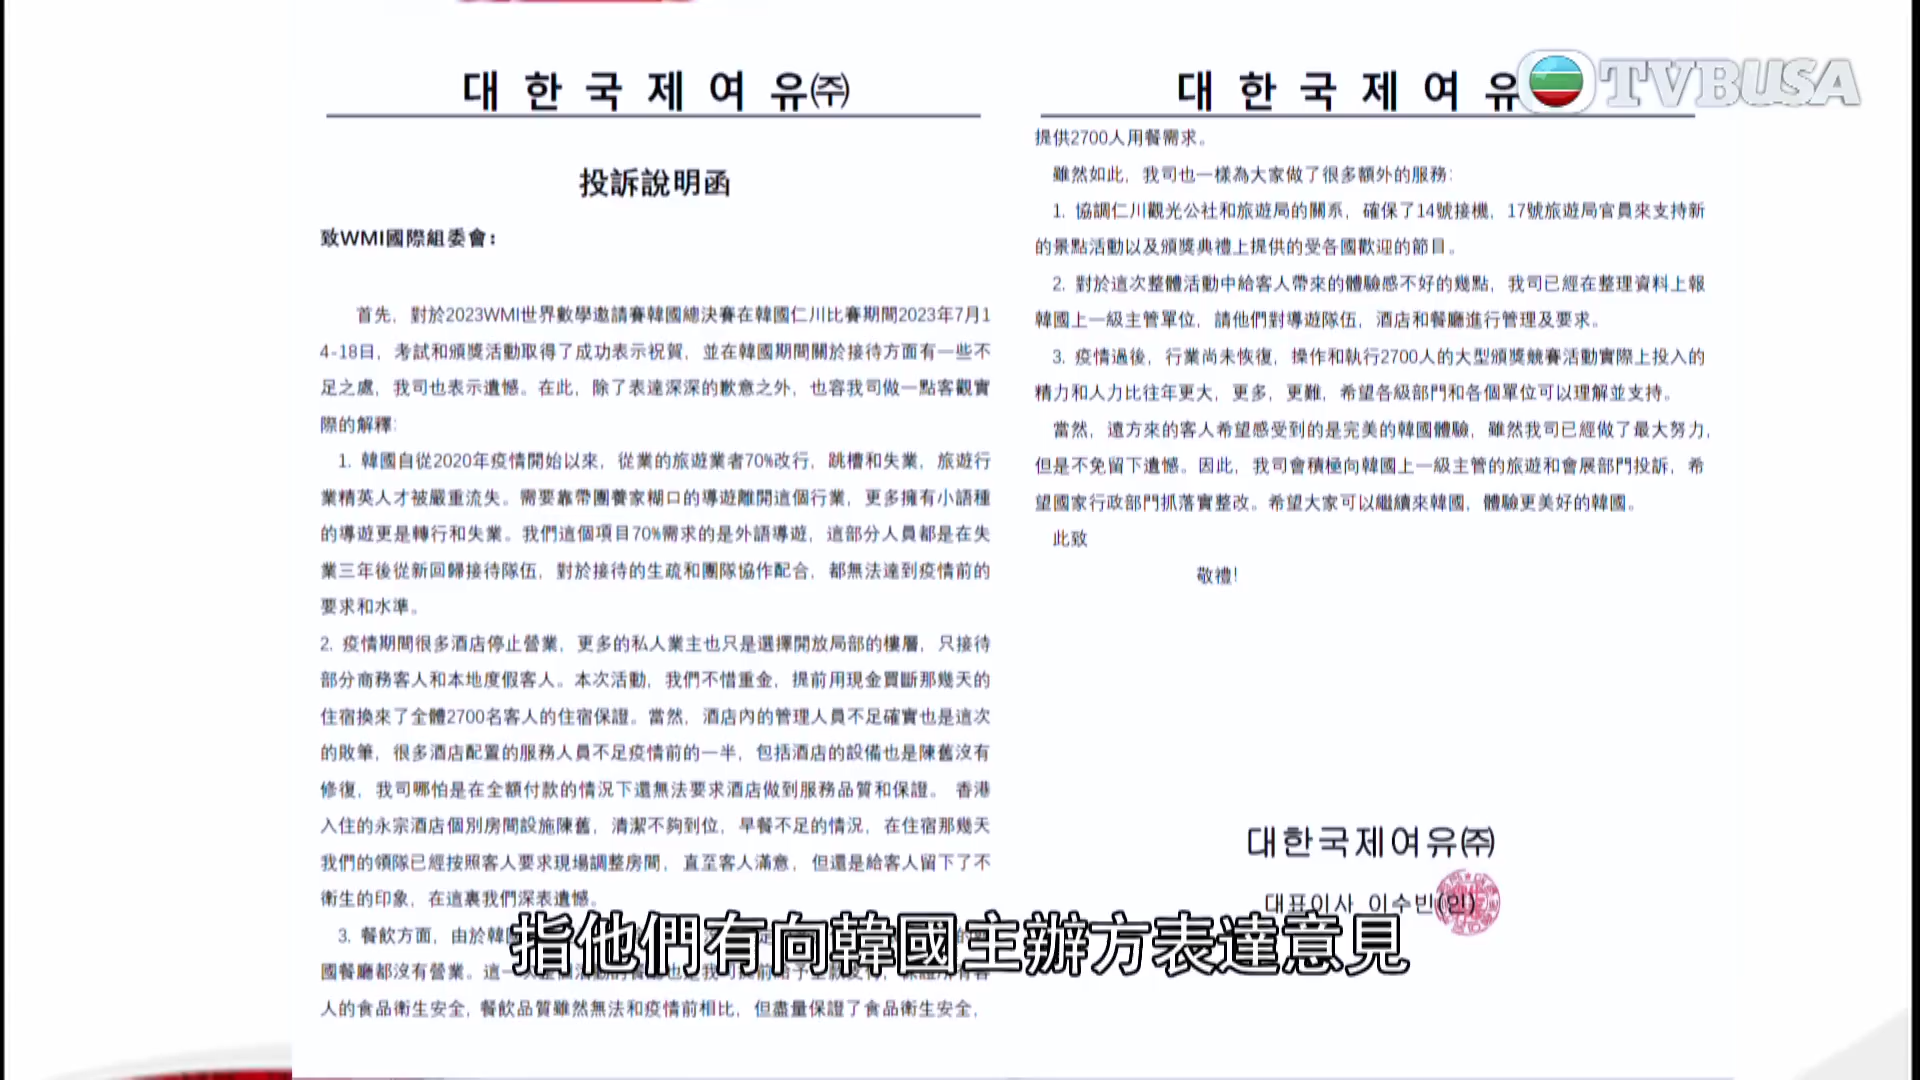 대 한 국 제 여 유㈜
投訴說明函
致WMI國際組委會：
首先，對於2023WMI世界數學邀請賽韓國總決賽在韓國仁川比賽期間2023年7月1
4-18日，考試和頒獎活動取得了成功表示祝賀，並在韓國期間關於接待方面有一些不
足之處，我司也表示遺憾。在此，除了表達深深的歉意之外，也容我司做一點客觀實
際的解釋:
1. 韓國自從2020年疫情開始以來，從業的旅遊業者70%改行，跳槽和失業，旅遊行
業精英人才被嚴重流失。需要靠帶團養家糊口的導遊離開這個行業，更多擁有小語種
的導遊更是轉行和失業。我們這個項目70%需求的是外語導遊，這部分人員都是在失
業三年後從新回歸接待隊伍，對於接待的生疏和團隊協作配合，都無法達到疫情前的
要求和水準。
2. 疫情期間很多酒店停止營業，更多的私人業主也只是選擇開放局部的樓層，只接待
部分商務客人和本地度假客人。本次活動，我們不惜重金，提前用現金買斷那幾天的
住宿換來了全體2700名客人的住宿保證。當然，酒店內的管理人員不足確實也是這次
的敗筆，很多酒店配置的服務人員不足疫情前的一半，包括酒店的設備也是陳舊沒有
修復，我司哪怕是在全額付款的情況下還無法要求酒店做到服務品質和保證。 香港
入住的永宗酒店個別房間設施陳舊，清潔不夠到位，早餐不足的情況，在住宿那幾天
我們的領隊已經按照客人要求現場調整房間，直至客人滿意，但還是給客人留下了不
衛生的印象，在這裏我們深表遺憾。
3. 餐飲方面，由於韓
國餐廳都沒有營業。這一
人的食品衛生安全，餐飲品質雖然無法和疫情前相比，但盡量保證了食品衛生安全，
대 한 국 제 여 유
TVBUSA
提供2700人用餐需求。
雖然如此，我司也一樣為大家做了很多額外的服務:
1. 協調仁川觀光公社和旅遊局的關系，確保了14號接機，17號旅遊局官員來支持新
的景點活動以及頒獎典禮上提供的受各國歡迎的節目。
2. 對於這次整體活動中給客人帶來的體驗感不好的幾點，我司已經在整理資料上報
韓國上一級主管單位，請他們對導遊隊伍，酒店和餐廳進行管理及要求。
3. 疫情過後，行業尚未恢復，操作和執行2700人的大型頒獎競賽活動實際上投入的
精力和人力比往年更大，更多，更難，希望各級部門和各個單位可以理解並支持。
當然，遠方來的客人希望感受到的是完美的韓國體驗，雖然我司已經做了最大努力，
但是不免留下遺憾。因此，我司會積極向韓國上一級主管的旅遊和會展部門投訴，希
望國家行政部門抓落實整改。希望大家可以繼續來韓國，體驗更美好的韓國。
此致
敬禮!
대한국제여유㈜
대표이사 이수빈(인)
指他們有向韓國主辦方表達意見